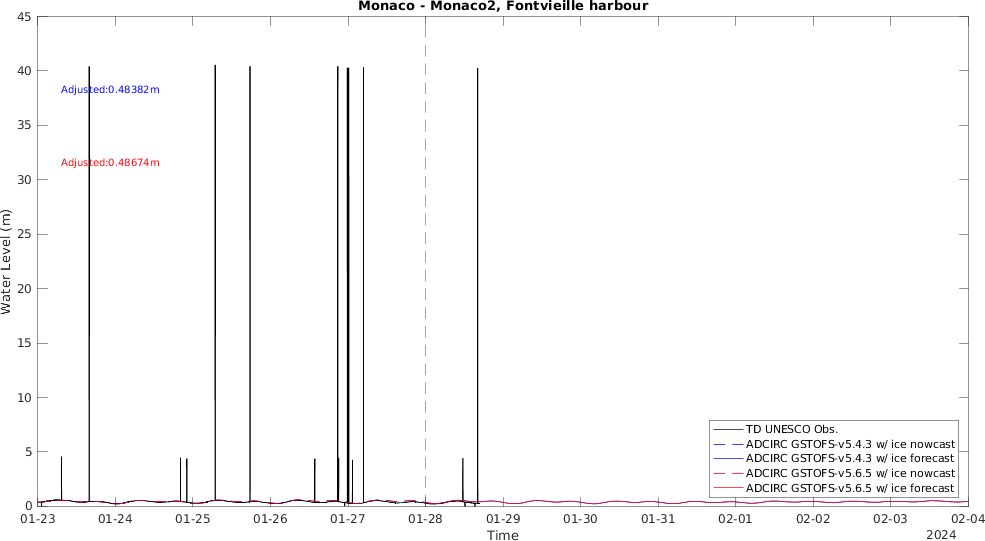 Monaco - Monaco2, Fontvieille harbour
45
40
35
30
25
20
15
10
5
0
Water Level (m)
Adjusted:0.48382m
Adjusted:0.48674m
TD UNESCO Obs.
ADCIRC GSTOFS-v5.4.3 w/ ice nowcast
ADCIRC GSTOFS-v5.4.3 w/ ice forecast
ADCIRC GSTOFS-v5.6.5 w/ ice nowcast
ADCIRC GSTOFS-v5.6.5 w/ ice forecast
01-23 01-24 01-25 01-26 01-27 01-28 01-29 01-30 01-31 02-01 02-02 02-03 02-04
Time
2024